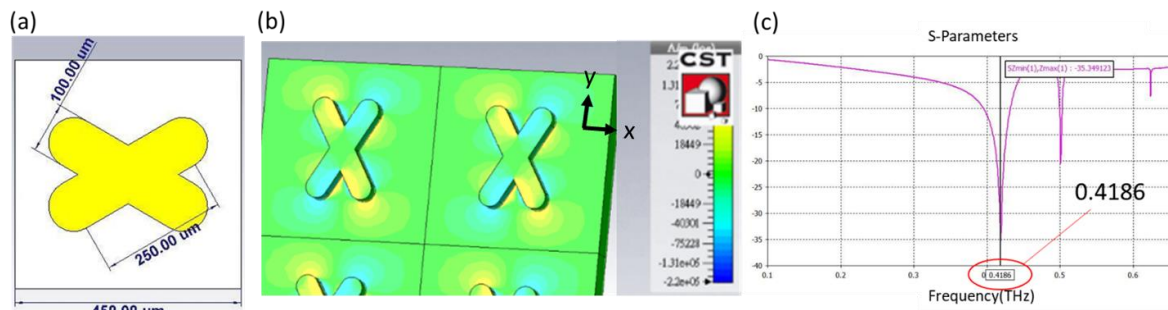 (a)
100.00 um
250.00 um
(b)
y
x
CST
18449
0
-18449
-40301
-75228
-1.31e+05
-2.2e+05
(c)
S-Parameters
0
-5
-10
-15
-20
-25
-30
-35
-40
SZmin(1),Zmax(1) : -35.349123
0.4186
0.1
0.2
0.3
0.4186
0.5
0.6
Frequency(THz)